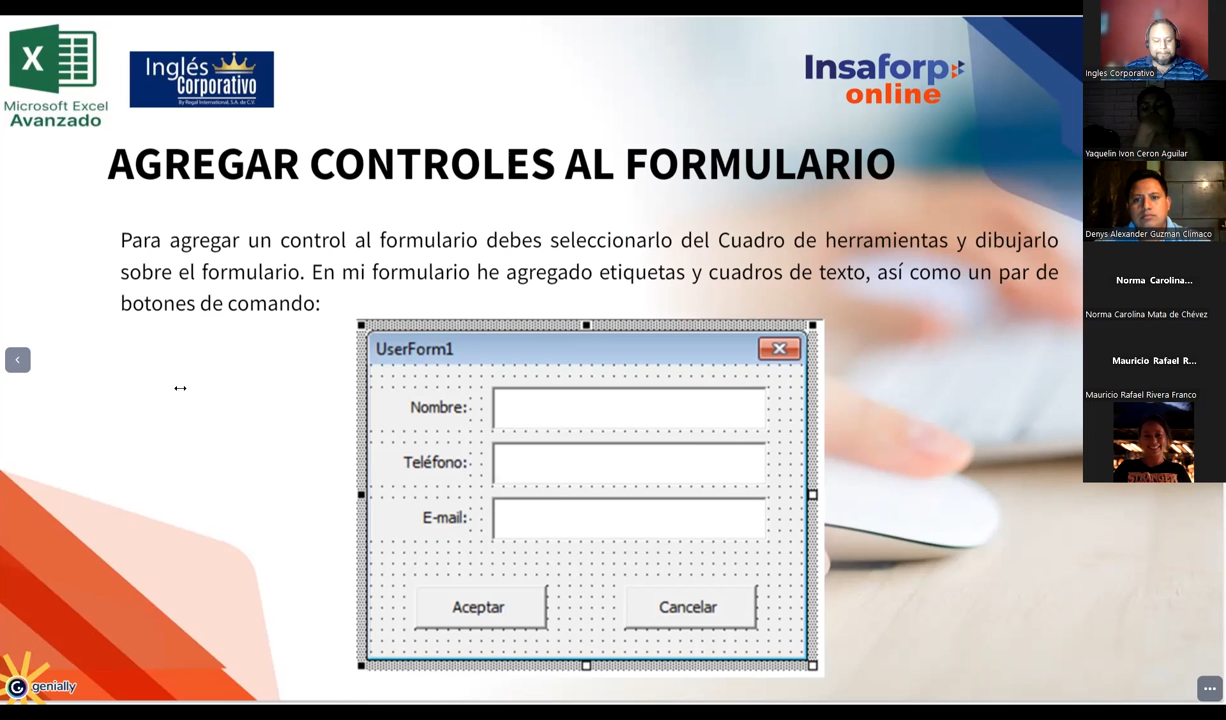 Microsoft Excel
Avanzado
Inglés
Corporativo
By Regal International, S.A. de C.V.
Insaforp
online
AGREGAR CONTROLES AL FORMULARIO
Para agregar un control al formulario debes seleccionarlo del Cuadro de herramientas y dibujarlo
sobre el formulario. En mi formulario he agregado etiquetas y cuadros de texto, así como un par de
botones de comando:
UserForm1
Nombre:
Teléfono:
E-mail:
Aceptar
Cancelar
genially
Ingles Corporativo
Yaquelin Ivon Ceron Aguilar
Denys Alexander Guzman Climaco
Norma Carolina...
Norma Carolina Mata de Chévez
Mauricio Rafael R...
Mauricio Rafael Rivera Franco
STRANGER